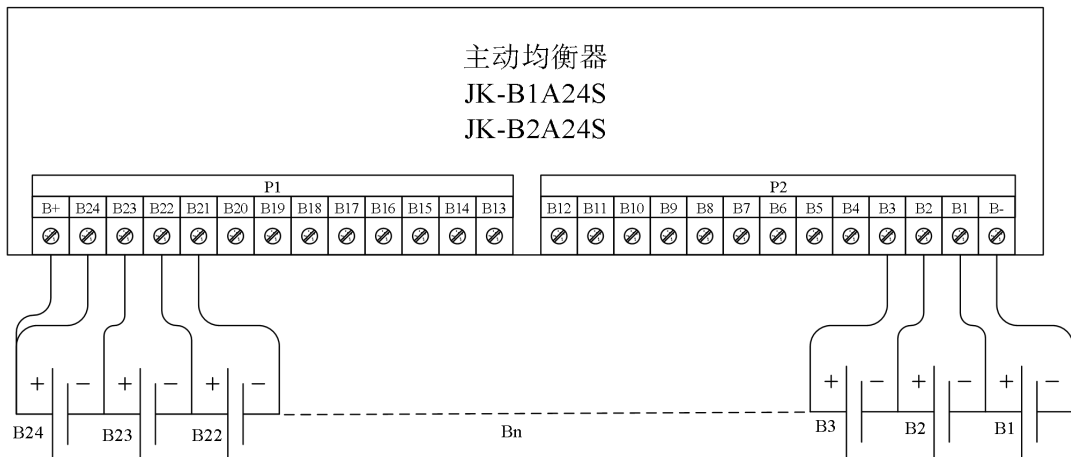 主动均衡器
JK-B1A24S
JK-B2A24S
P1 P2
B+ B24 B23 B22 B21 B20 B19 B18 B17 B16 B15 B14 B13 B12 B11 B10 B9 B8 B7 B6 B5 B4 B3 B2 B1 B-
+ − + − + − + − + − + −
B24 B23 B22 Bn B3 B2 B1